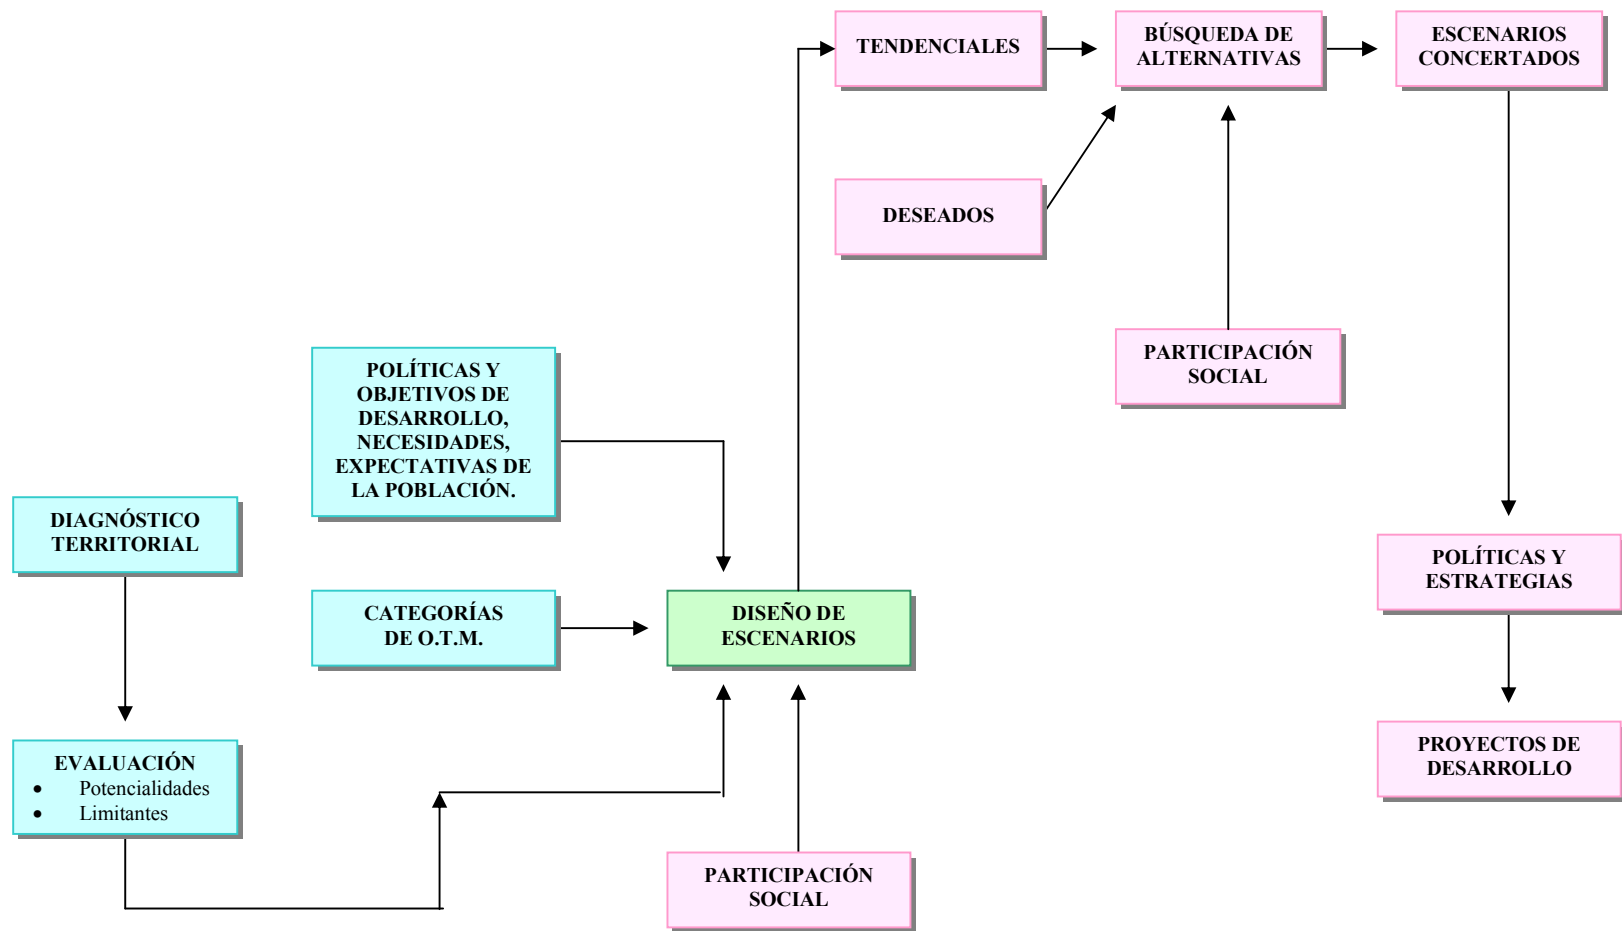 TENDENCIALES
BÚSQUEDA DE
ALTERNATIVAS
ESCENARIOS
CONCERTADOS
DESEADOS
PARTICIPACIÓN
SOCIAL
POLÍTICAS Y
OBJETIVOS DE
DESARROLLO,
NECESIDADES,
EXPECTATIVAS DE
LA POBLACIÓN.
DIAGNÓSTICO
TERRITORIAL
CATEGORÍAS
DE O.T.M.
DISEÑO DE
ESCENARIOS
POLÍTICAS Y
ESTRATEGIAS
EVALUACIÓN
• Potencialidades
• Limitantes
PROYECTOS DE
DESARROLLO
PARTICIPACIÓN
SOCIAL